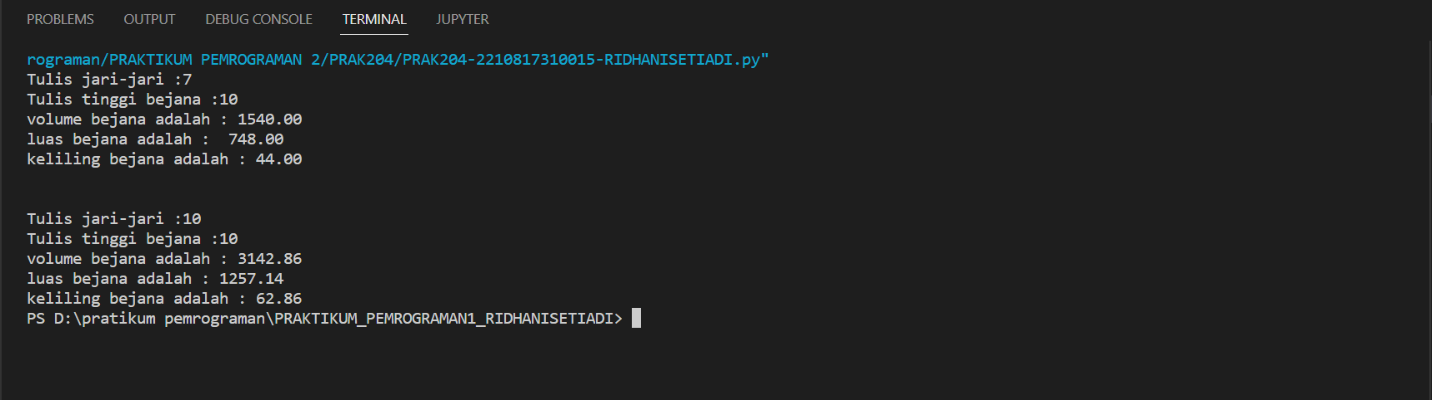 PROBLEMS OUTPUT DEBUG CONSOLE TERMINAL JUPYTER
rograman/PRAKTIKUM PEMROGRAMAN 2/PRAK204/PRAK204-2210817310015-RIDHANISETIADI.py"
Tulis jari-jari :7
Tulis tinggi bejana :10
volume bejana adalah : 1540.00
luas bejana adalah :  748.00
keliling bejana adalah : 44.00
Tulis jari-jari :10
Tulis tinggi bejana :10
volume bejana adalah : 3142.86
luas bejana adalah : 1257.14
keliling bejana adalah : 62.86
PS D:\pratikum pemrograman\PRAKTIKUM_PEMROGRAMAN1_RIDHANISETIADI>